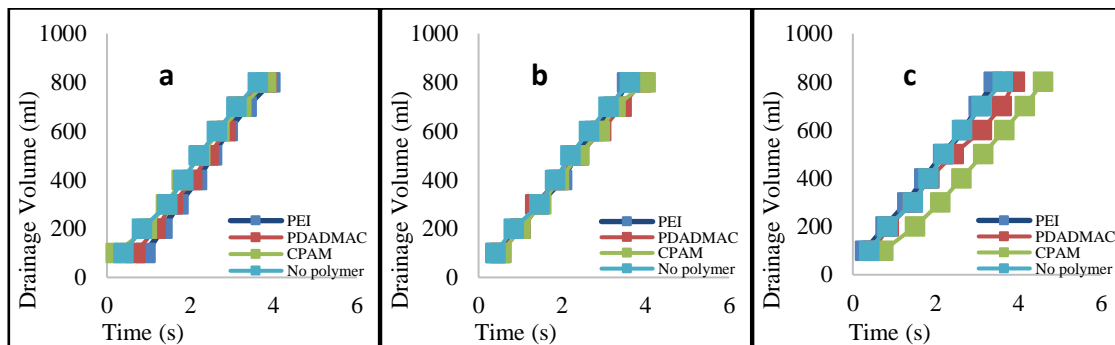 a
Drainage Volume (ml)
1000
800
600
400
200
0
0 2 4 6
Time (s)
PEI
PDADMAC
CPAM
No polymer
b
Drainage Volume (ml)
1000
800
600
400
200
0
0 2 4 6
Time (s)
PEI
PDADMAC
CPAM
No polymer
c
Drainage Volume (ml)
1000
800
600
400
200
0
0 2 4 6
Time (s)
PEI
PDADMAC
CPAM
No polymer